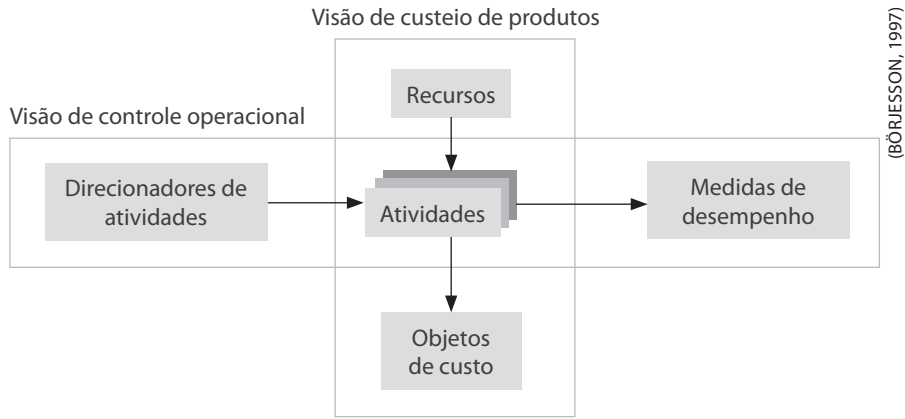 Visão de custeio de produtos
(BÖRJESSON, 1997)
Recursos
Visão de controle operacional
Direcionadores de
atividades
Atividades
Medidas de
desempenho
Objetos
de custo